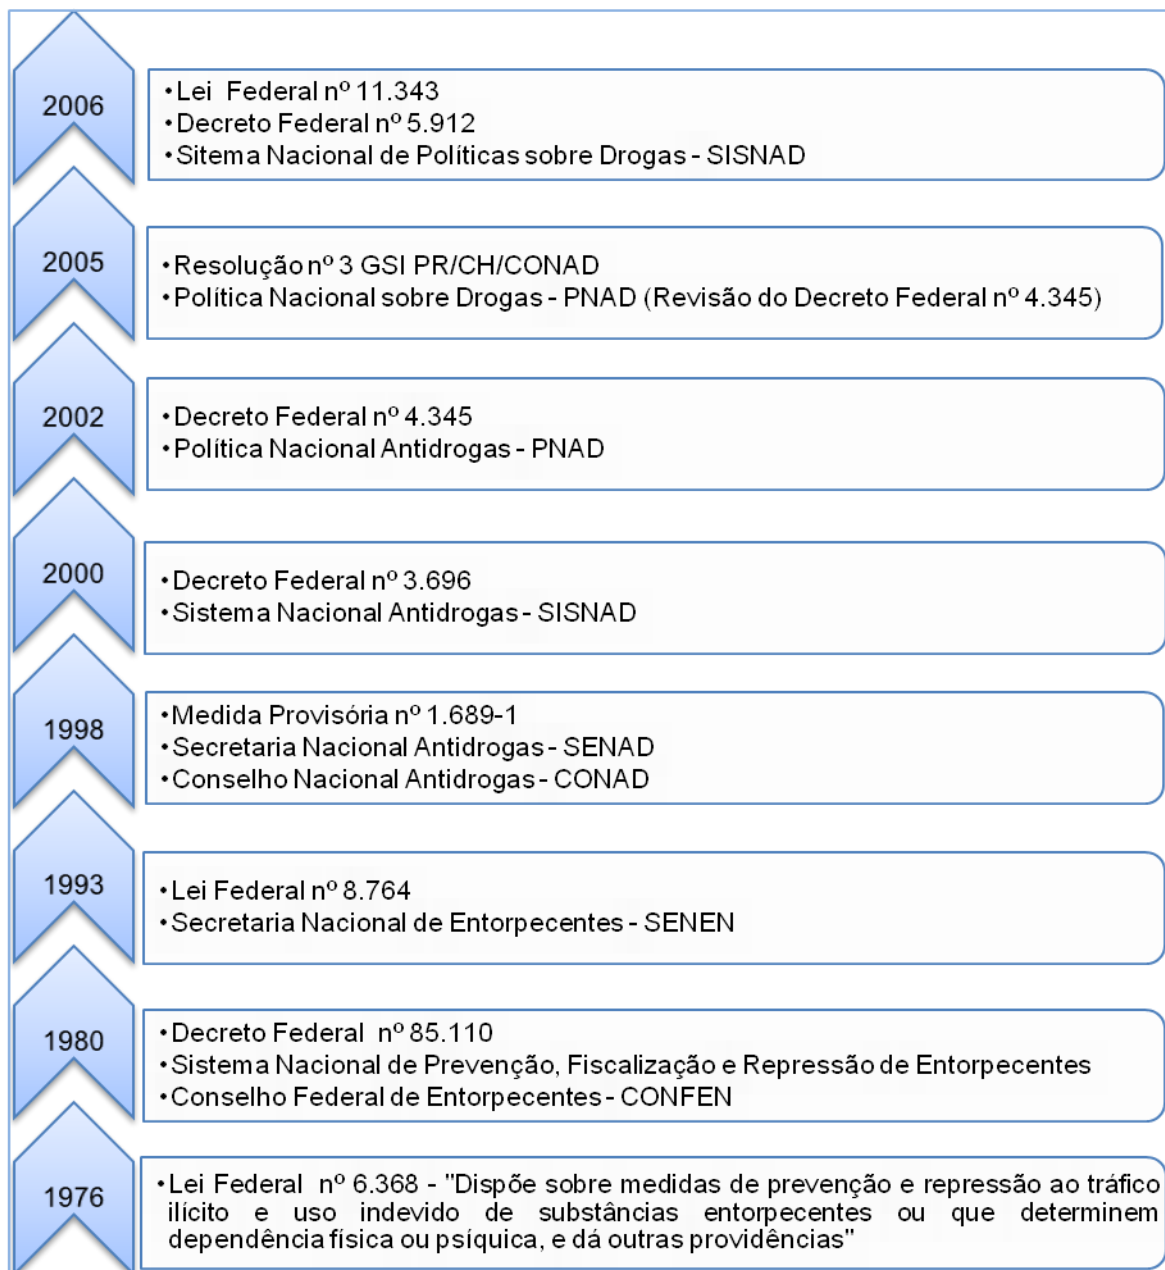 2006
•Lei Federal nº 11.343
•Decreto Federal nº 5.912
•Sitema Nacional de Políticas sobre Drogas - SISNAD
2005
•Resolução nº 3 GSI PR/CH/CONAD
•Política Nacional sobre Drogas - PNAD (Revisão do Decreto Federal nº 4.345)
2002
•Decreto Federal nº 4.345
•Política Nacional Antidrogas - PNAD
2000
•Decreto Federal nº 3.696
•Sistema Nacional Antidrogas - SISNAD
1998
•Medida Provisória nº 1.689-1
•Secretaria Nacional Antidrogas - SENAD
•Conselho Nacional Antidrogas - CONAD
1993
•Lei Federal nº 8.764
•Secretaria Nacional de Entorpecentes - SENEN
1980
•Decreto Federal nº 85.110
•Sistema Nacional de Prevenção, Fiscalização e Repressão de Entorpecentes
•Conselho Federal de Entorpecentes - CONFEN
1976
•Lei Federal nº 6.368 - "Dispõe sobre medidas de prevenção e repressão ao tráfico
ilícito e uso indevido de substâncias entorpecentes ou que determinem
dependência física ou psíquica, e dá outras providências"